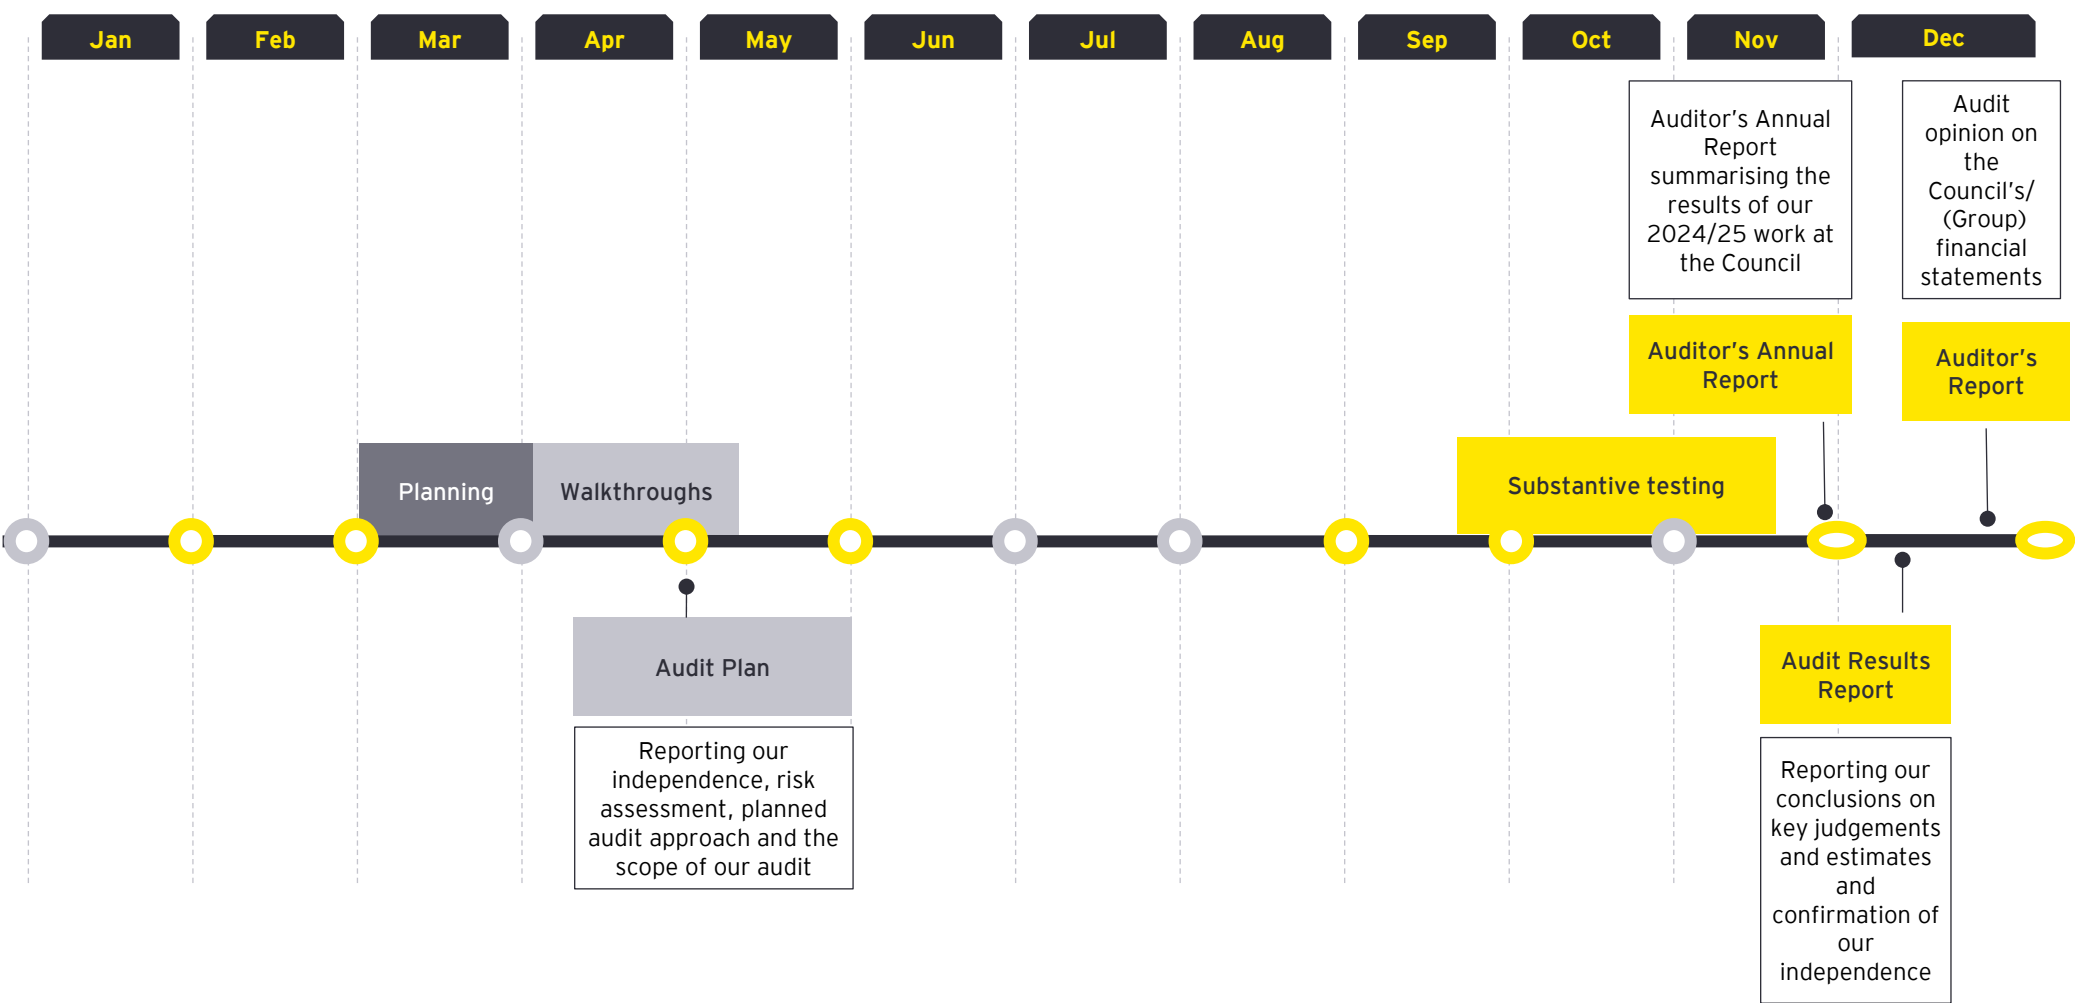 Jan
Feb
Mar
Apr
May
Jun
Jul
Aug
Sep
Oct
Nov
Dec
Auditor’s Annual
Report
summarising the
results of our
2024/25 work at
the Council
Audit
opinion on
the
Council’s/
(Group)
financial
statements
Auditor’s Annual
Report
Auditor’s
Report
Planning
Walkthroughs
Substantive testing
Audit Plan
Reporting our
independence, risk
assessment, planned
audit approach and the
scope of our audit
Audit Results
Report
Reporting our
conclusions on
key judgements
and estimates
and
confirmation of
our
independence